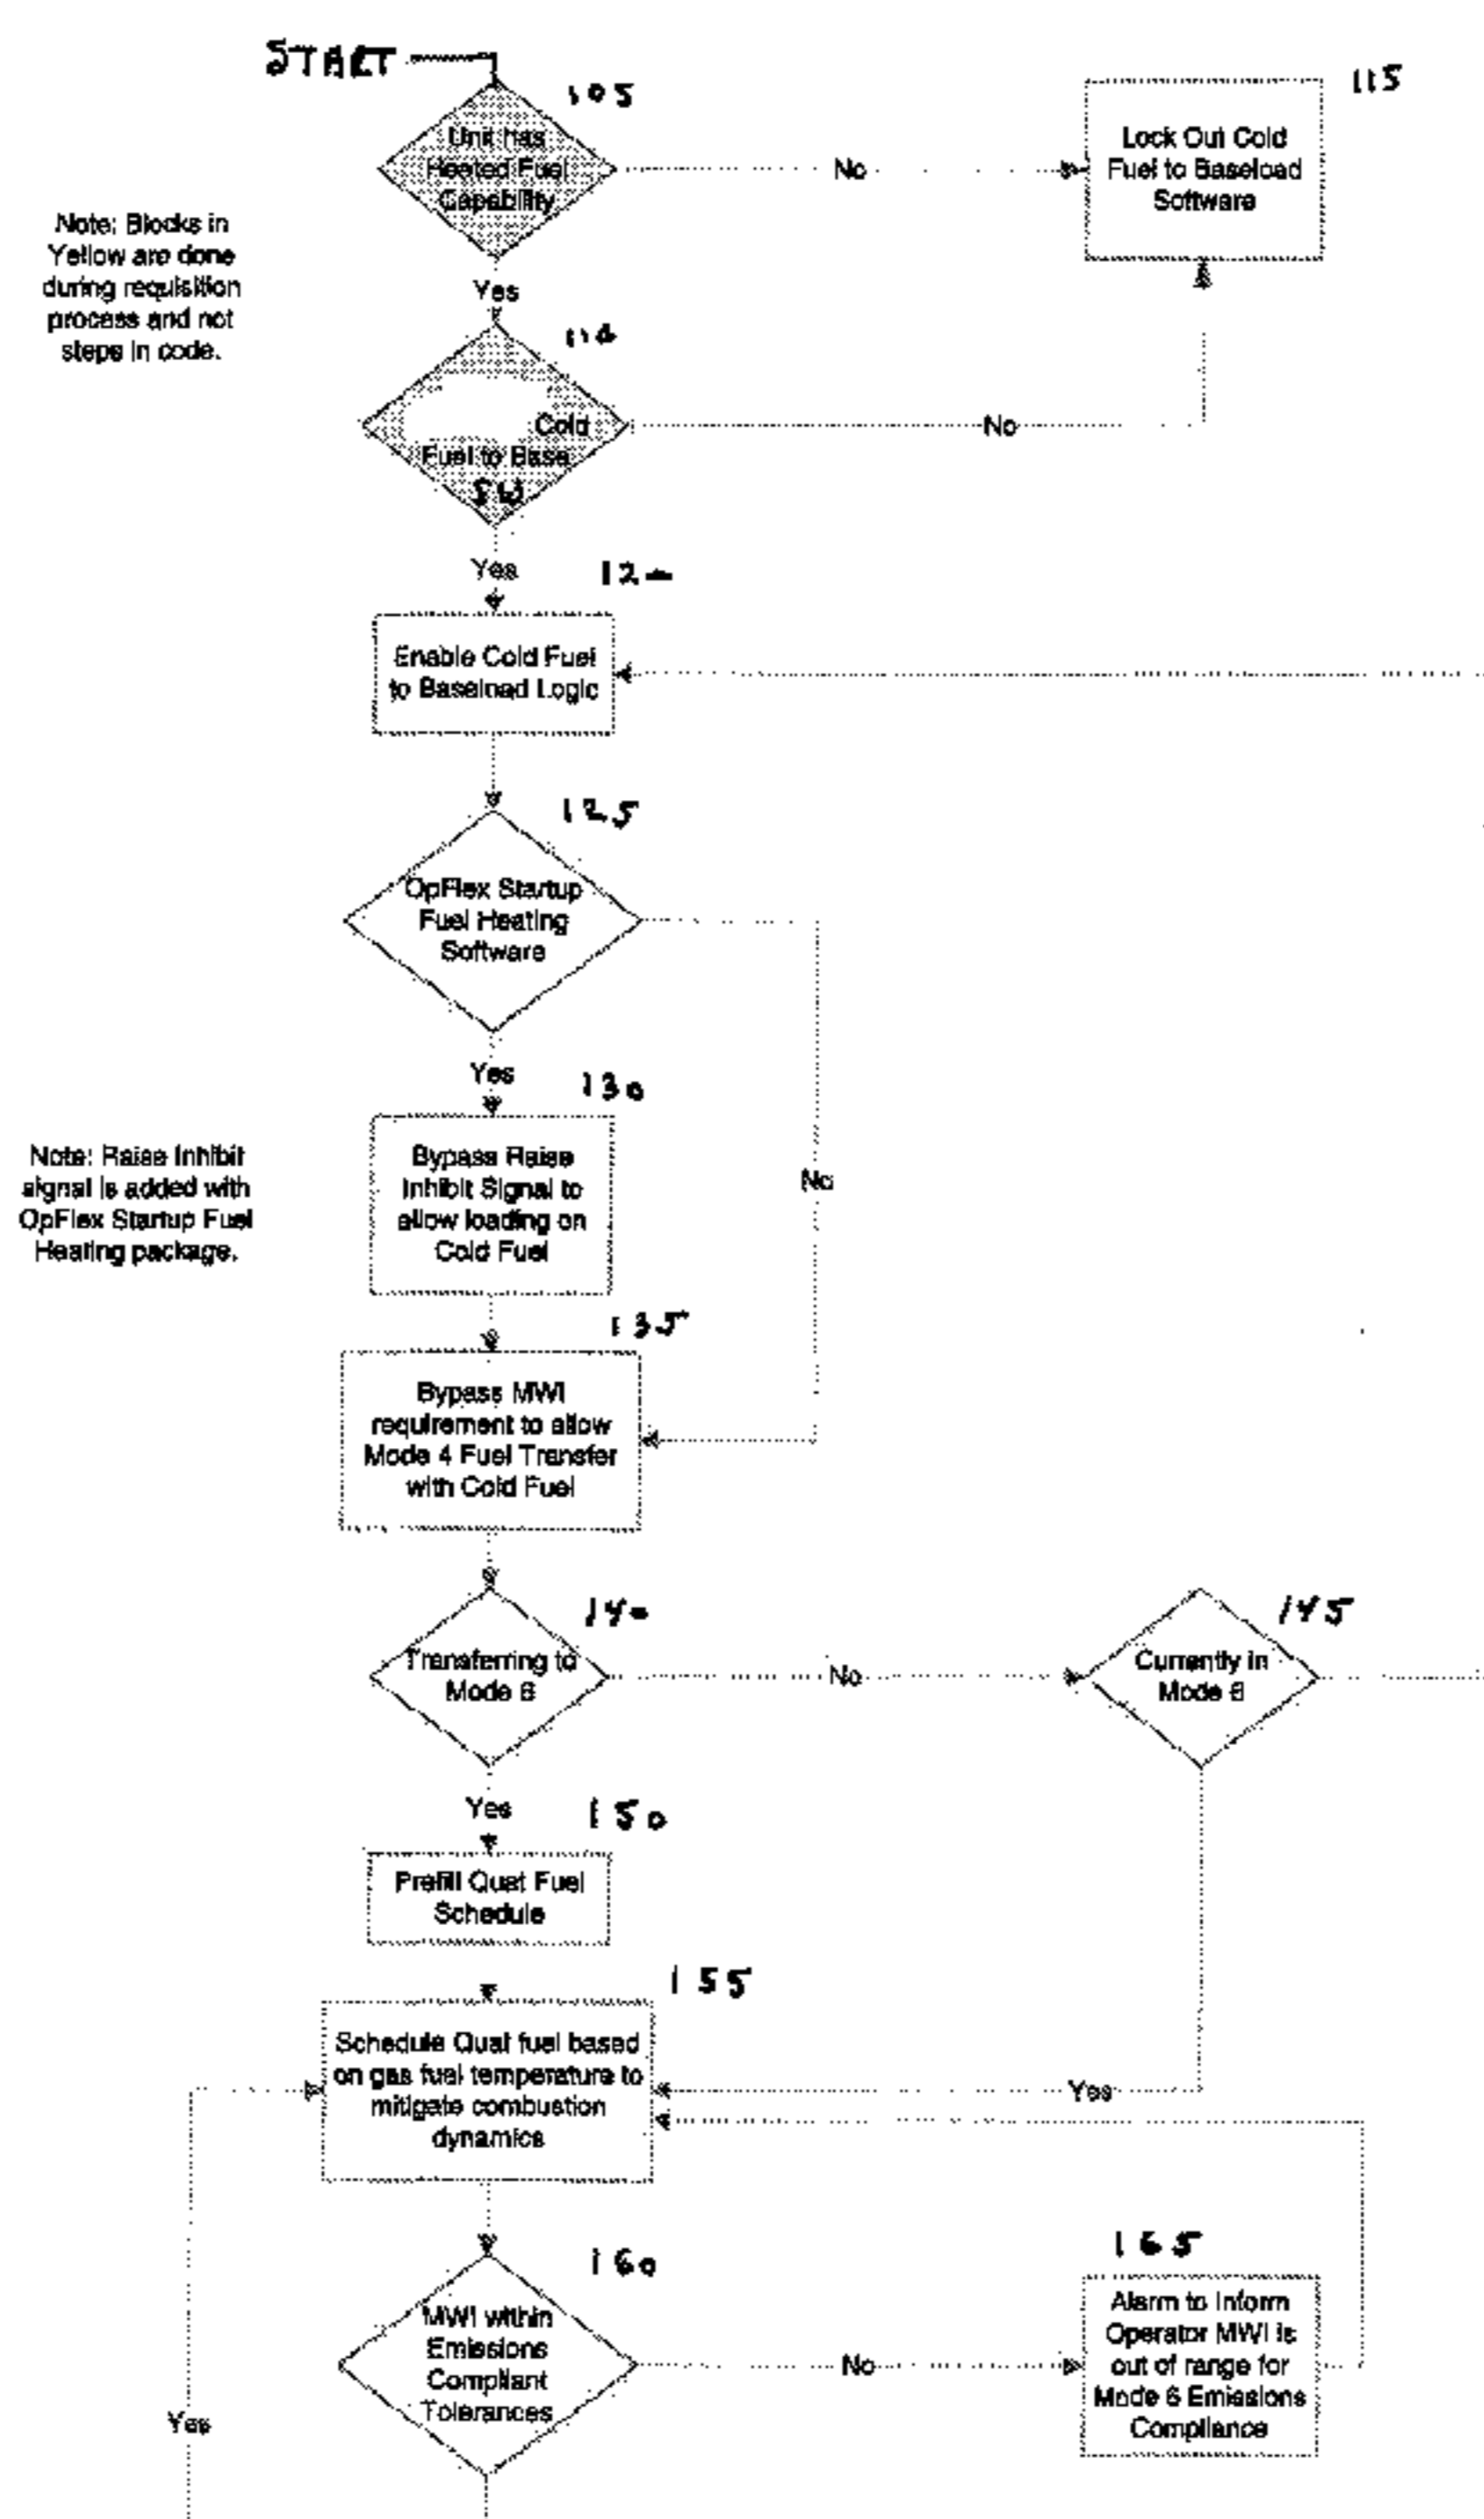 START
105
Unit has
Heated Fuel
Capability
No
115
Lock Out Cold
Fuel to Baseload
Software
Note: Blocks in
Yellow are done
during requisition
process and not
steps in code.
Yes
110
Cold
Fuel to Base
SW
No
Yes
120
Enable Cold Fuel
to Baseload Logic
125
OpFlex Startup
Fuel Heating
Software
Yes
130
Note: Raise Inhibit
signal is added with
OpFlex Startup Fuel
Heating package.
Bypass Raise
Inhibit Signal to
allow loading on
Cold Fuel
No
135
Bypass MWI
requirement to allow
Mode 4 Fuel Transfer
with Cold Fuel
140
Transferring to
Mode 6
No
145
Currently in
Mode 6
Yes
150
Prefill Quat Fuel
Schedule
155
Schedule Quat fuel based
on gas fuel temperature to
mitigate combustion
dynamics
Yes
160
MWI within
Emissions
Compliant
Tolerances
No
165
Alarm to Inform
Operator MWI is
out of range for
Mode 6 Emissions
Compliance
Yes